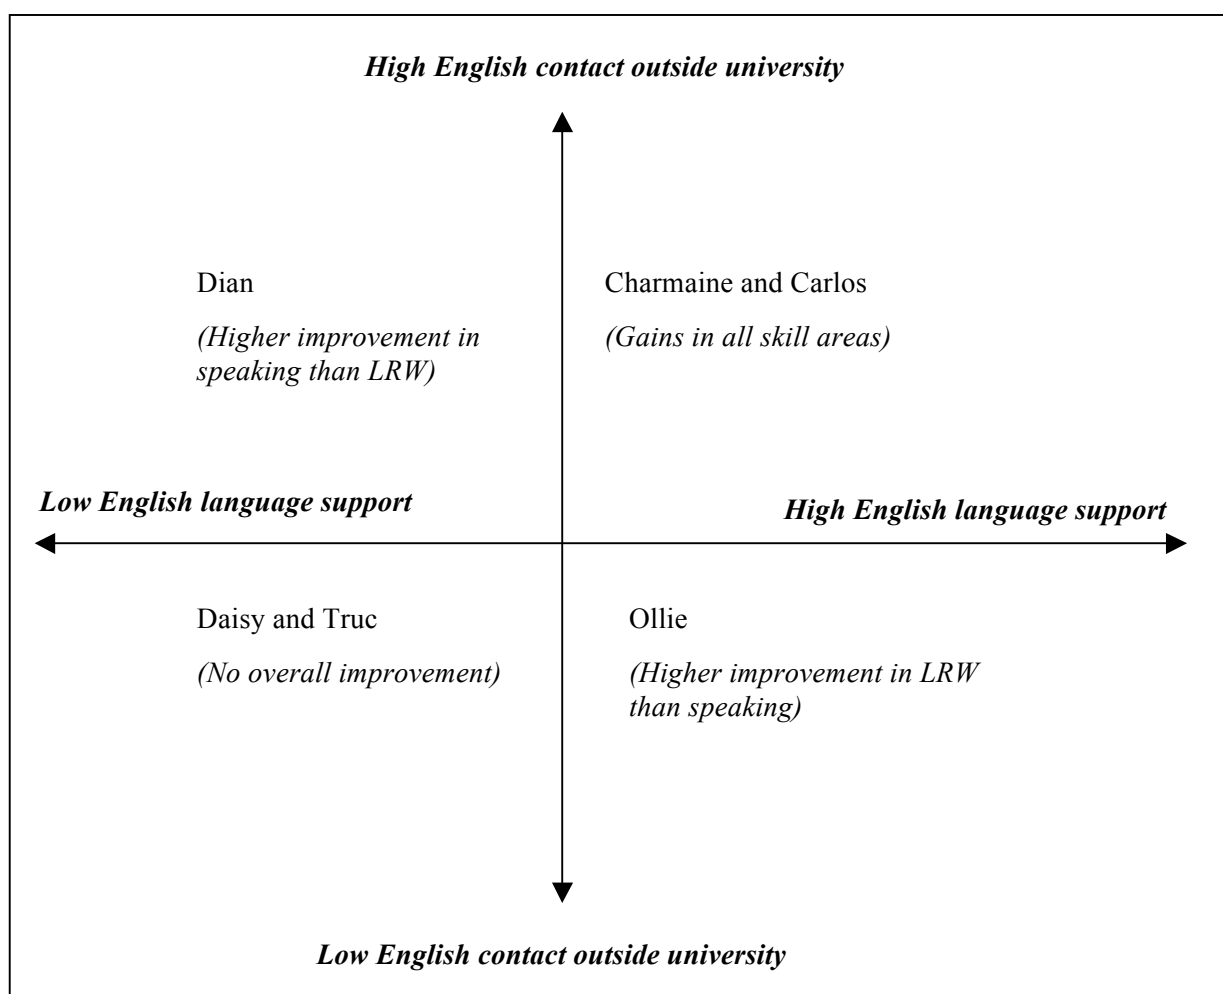 High English contact outside university
Dian
(Higher improvement in
speaking than LRW)
Charmaine and Carlos
(Gains in all skill areas)
Low English language support
High English language support
Daisy and Truc
(No overall improvement)
Ollie
(Higher improvement in LRW
than speaking)
Low English contact outside university